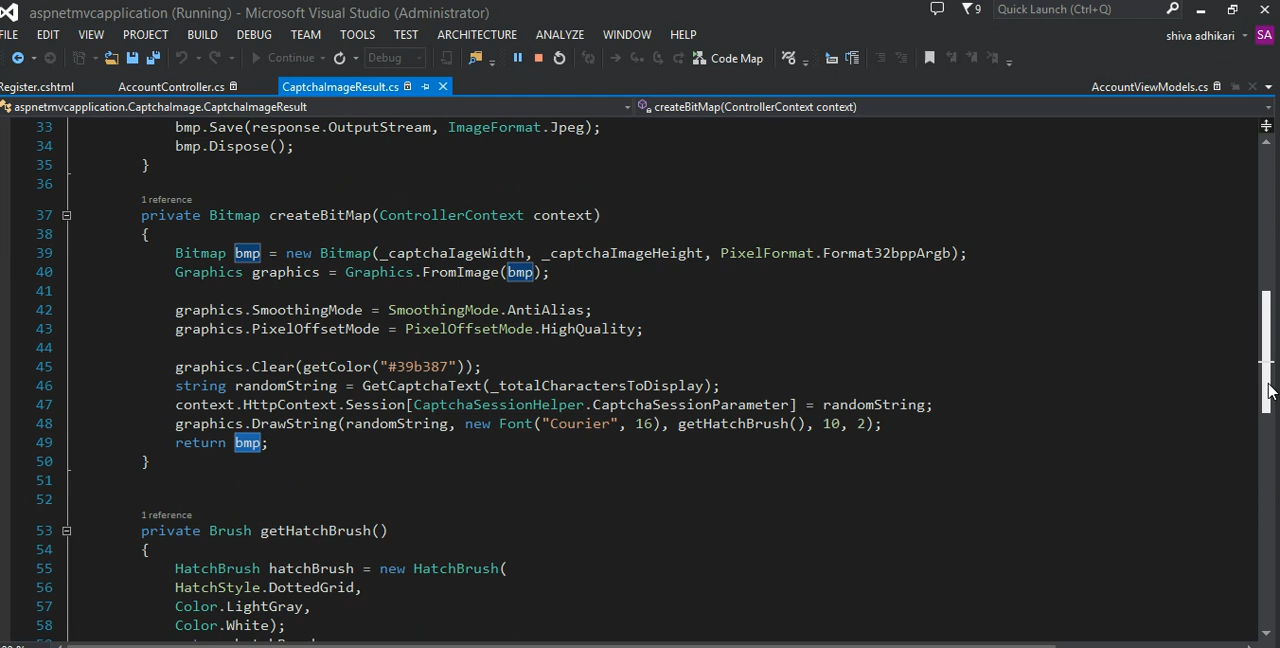 aspnetmvcapplication (Running) - Microsoft Visual Studio (Administrator)
9
Quick Launch (Ctrl+Q)
FILE EDIT VIEW PROJECT BUILD DEBUG TEAM TOOLS TEST ARCHITECTURE ANALYZE WINDOW HELP
shiva adhikari SA
Continue Debug Code Map
Register.cshtml AccountController.cs CaptchaImageResult.cs AccountViewModels.cs
aspnetmvcapplication.CaptchaImage.CaptchaImageResult createBitMap(ControllerContext context)
33 bmp.Save(response.OutputStream, ImageFormat.Jpeg);
34 bmp.Dispose();
35 }
36
1 reference
37 private Bitmap createBitMap(ControllerContext context)
38 {
39 Bitmap bmp = new Bitmap(_captchaIageWidth, _captchaImageHeight, PixelFormat.Format32bppArgb);
40 Graphics graphics = Graphics.FromImage(bmp);
41
42 graphics.SmoothingMode = SmoothingMode.AntiAlias;
43 graphics.PixelOffsetMode = PixelOffsetMode.HighQuality;
44
45 graphics.Clear(getColor("#39b387"));
46 string randomString = GetCaptchaText(_totalCharactersToDisplay);
47 context.HttpContext.Session[CaptchaSessionHelper.CaptchaSessionParameter] = randomString;
48 graphics.DrawString(randomString, new Font("Courier", 16), getHatchBrush(), 10, 2);
49 return bmp;
50 }
51
52
1 reference
53 private Brush getHatchBrush()
54 {
55 HatchBrush hatchBrush = new HatchBrush(
56 HatchStyle.DottedGrid,
57 Color.LightGray,
58 Color.White);